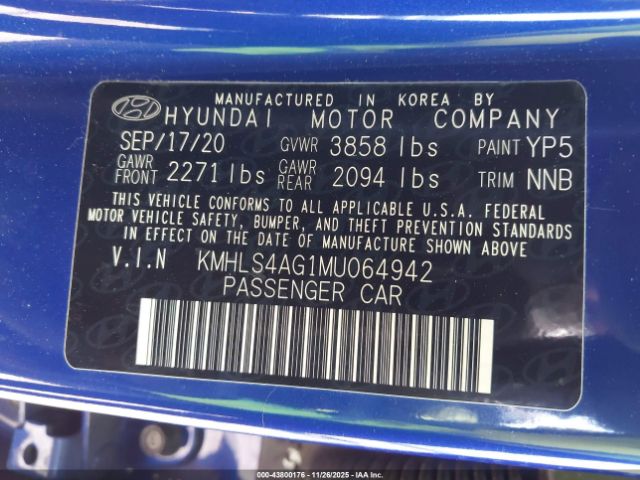 MANUFACTURED IN KOREA BY
HYUNDAI MOTOR COMPANY
SEP/17/20 GVWR 3858 lbs PAINT YP5
GAWR FRONT 2271 lbs GAWR REAR 2094 lbs TRIM NNB
THIS VEHICLE CONFORMS TO ALL APPLICABLE U.S.A. FEDERAL
MOTOR VEHICLE SAFETY, BUMPER, AND THEFT PREVENTION STANDARDS
IN EFFECT ON THE DATE OF MANUFACTURE SHOWN ABOVE.
V.I.N KMHLS4AG1MU064942
PASSENGER CAR
000-43800176 - 11/26/2025 - IAAI.COM